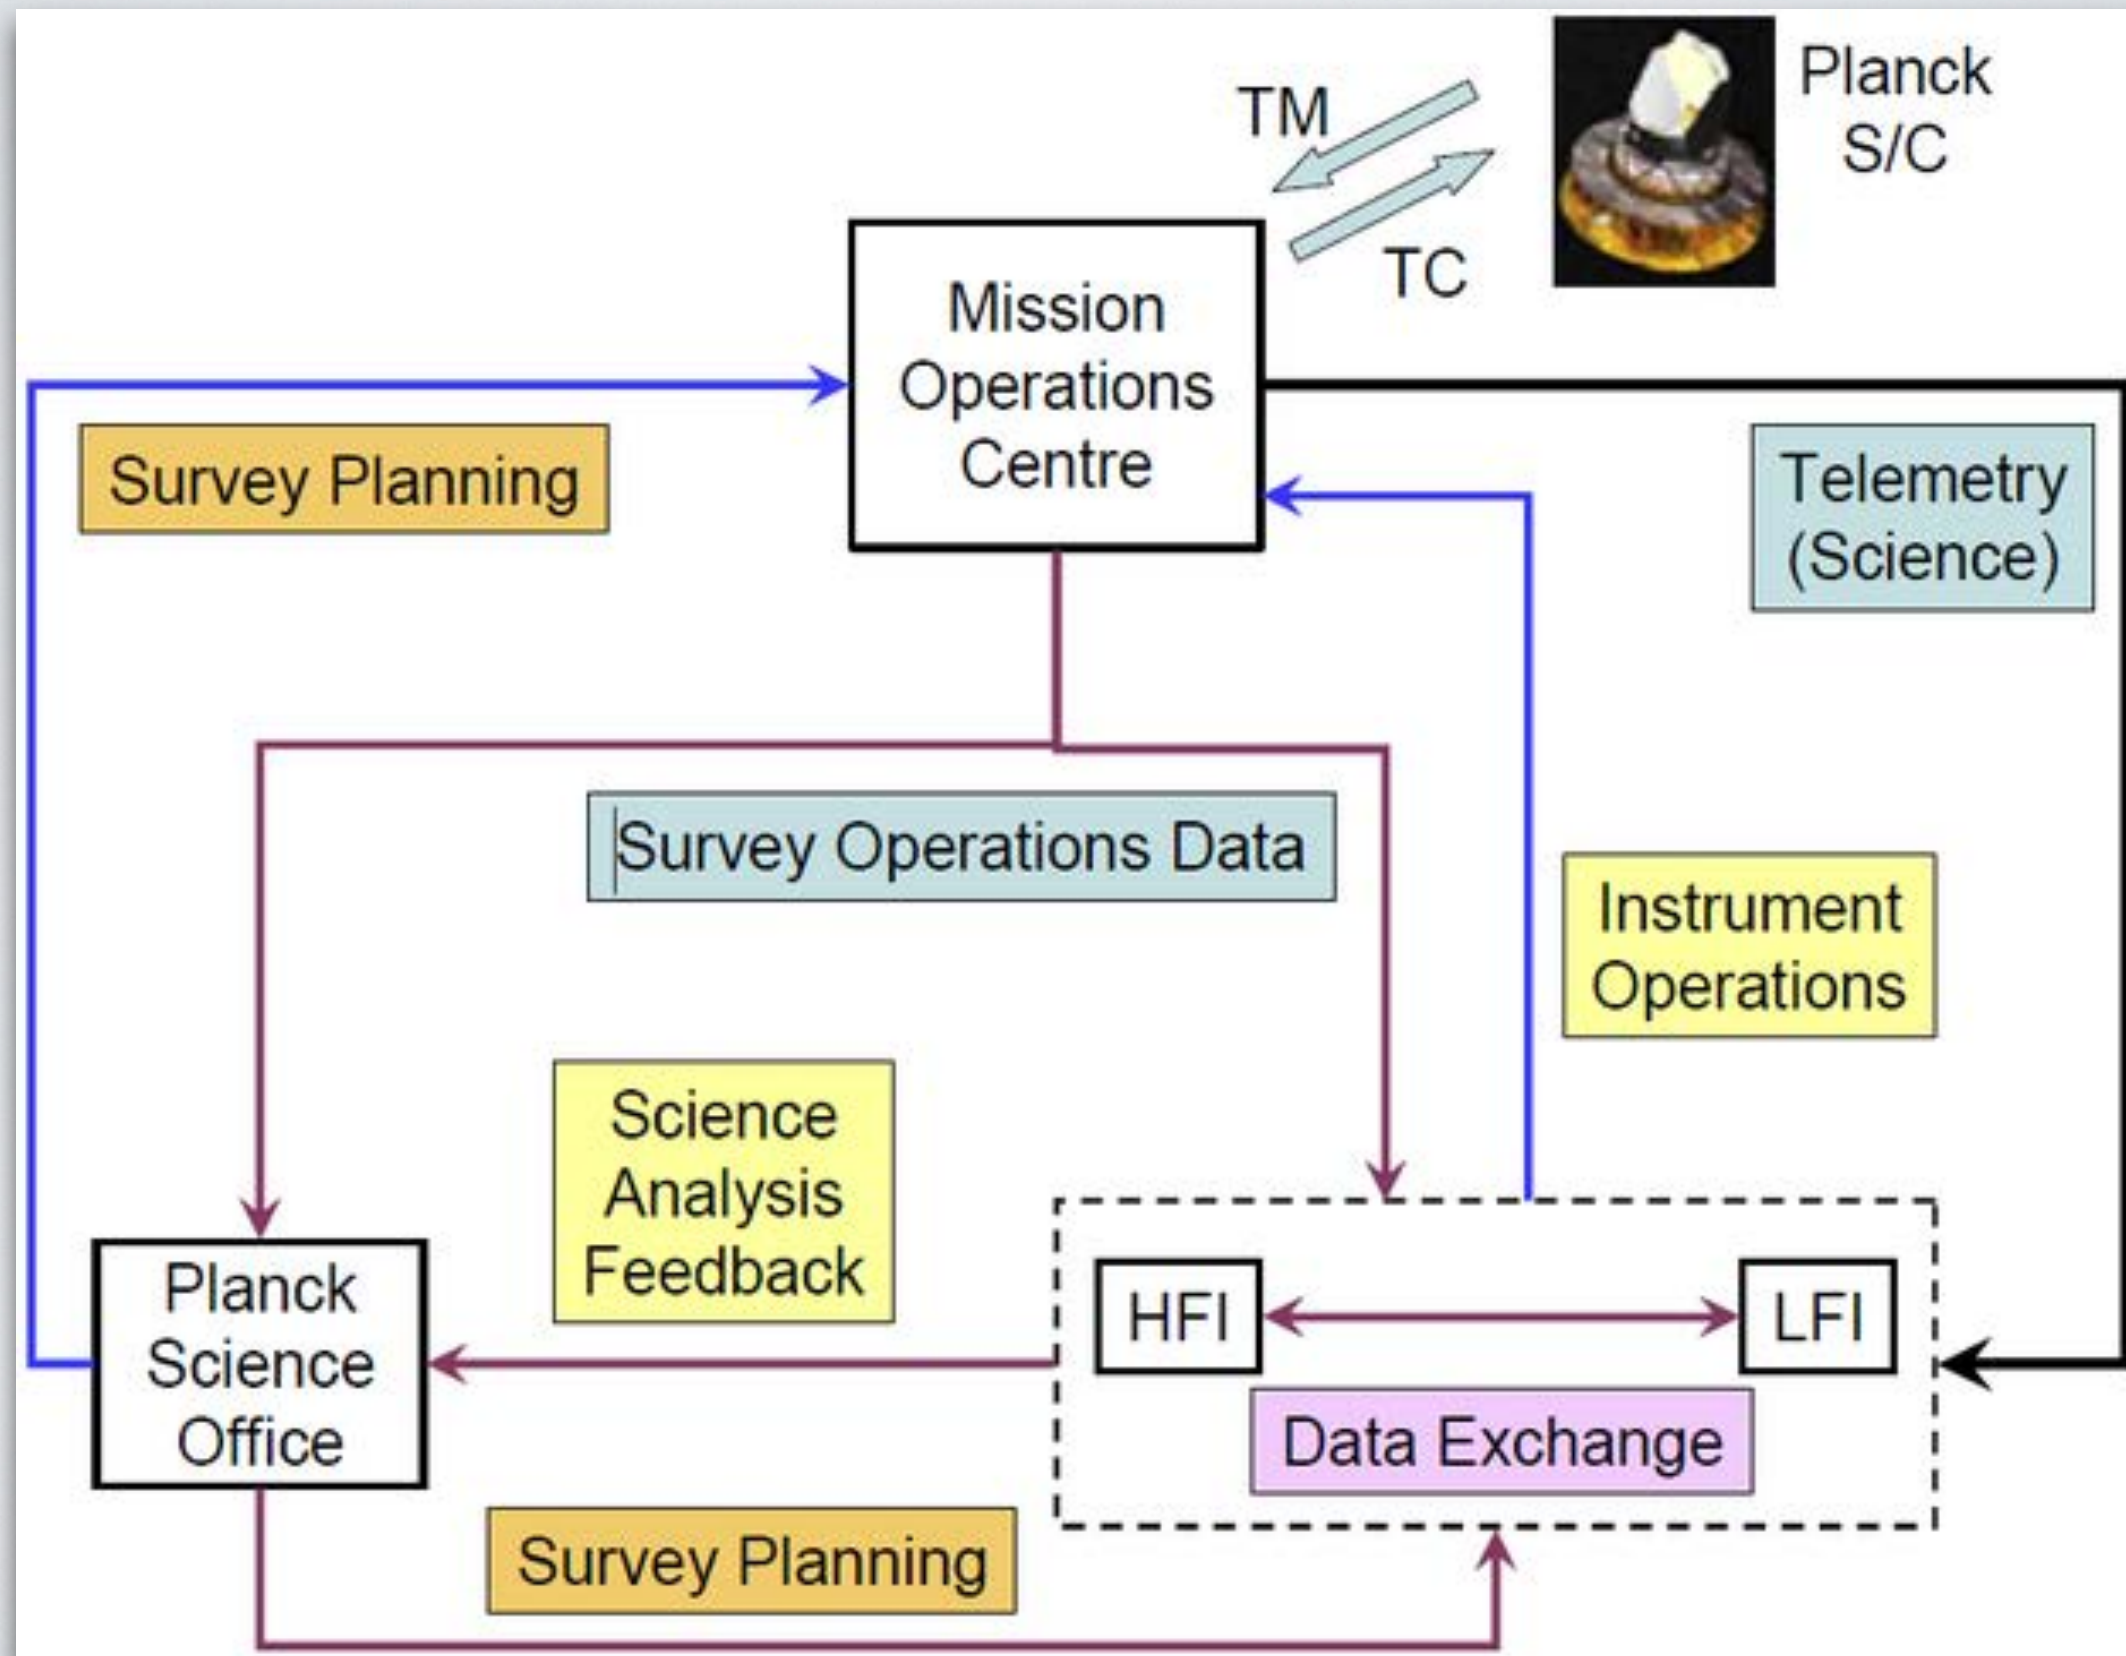 Planck
S/C
TM
TC
Mission
Operations
Centre
Survey Planning
Telemetry
(Science)
Survey Operations Data
Instrument
Operations
Science
Analysis
Feedback
Planck
Science
Office
HFI
LFI
Data Exchange
Survey Planning